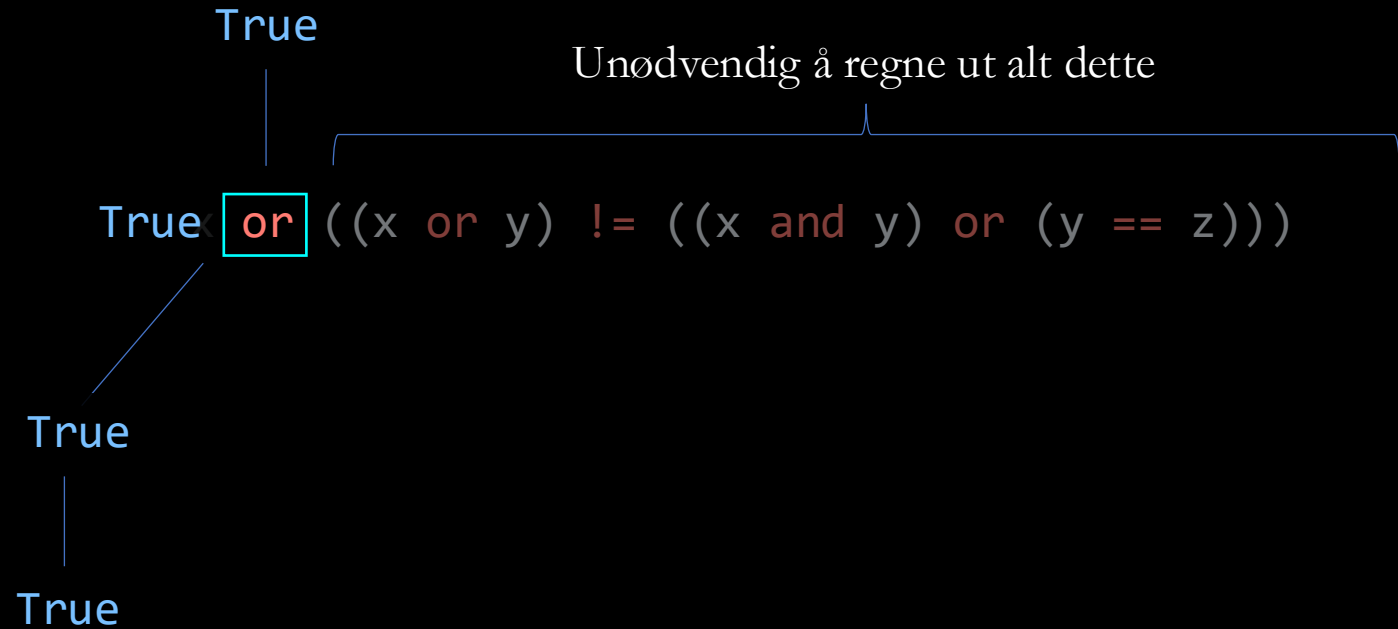 True
Unødvendig å regne ut alt dette
True or ((x or y) != ((x and y) or (y == z)))
True
True